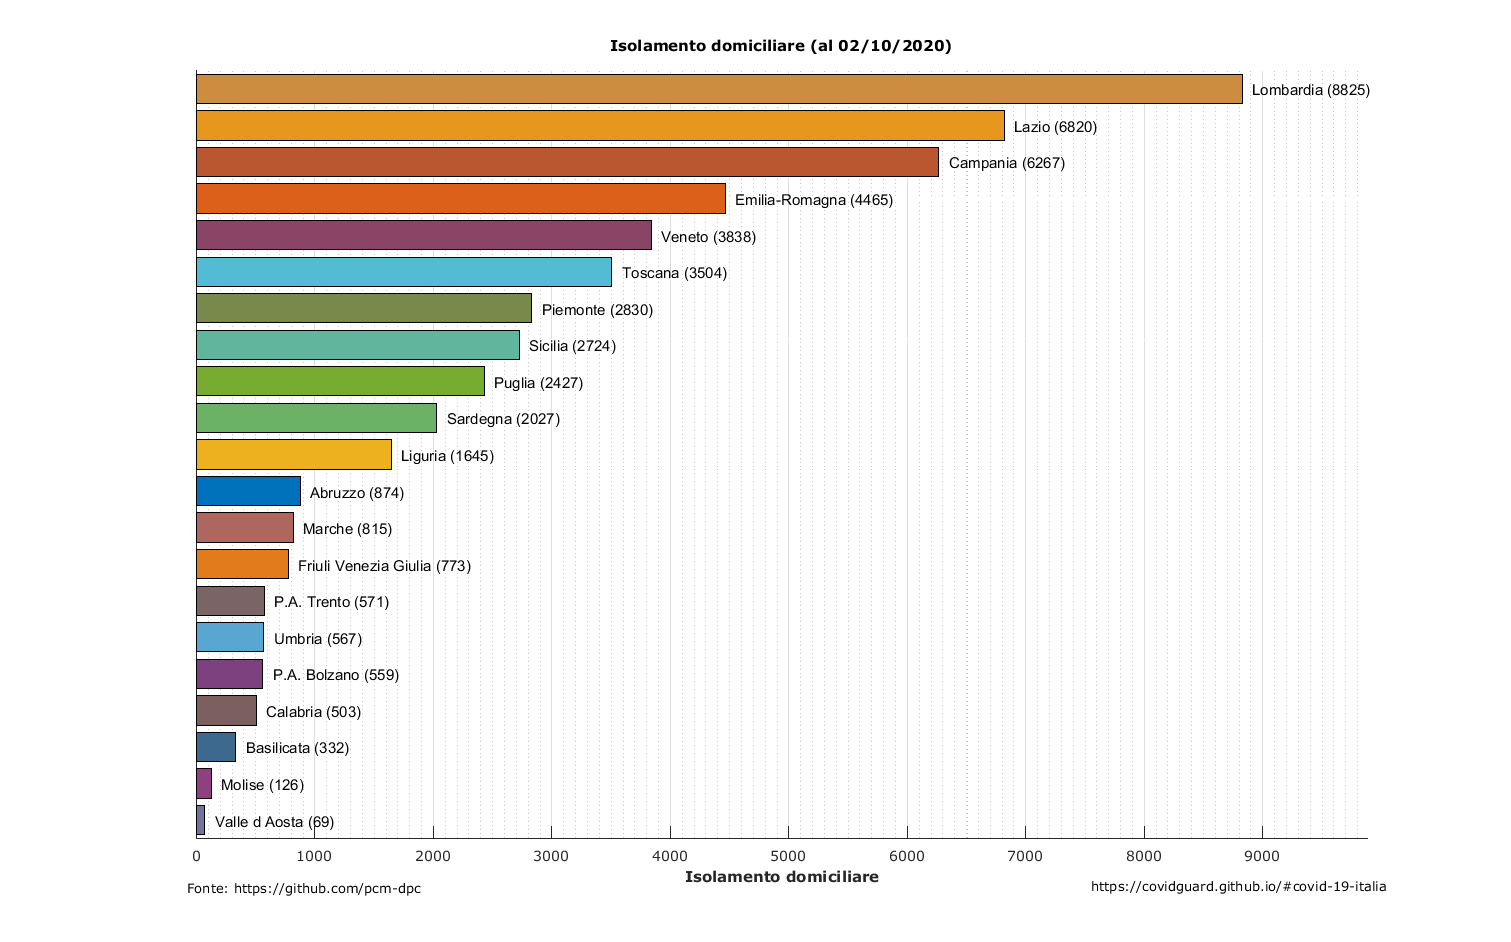 Isolamento domiciliare (al 02/10/2020)
Lombardia (8825)
Lazio (6820)
Campania (6267)
Emilia-Romagna (4465)
Veneto (3838)
Toscana (3504)
Piemonte (2830)
Sicilia (2724)
Puglia (2427)
Sardegna (2027)
Liguria (1645)
Abruzzo (874)
Marche (815)
Friuli Venezia Giulia (773)
P.A. Trento (571)
Umbria (567)
P.A. Bolzano (559)
Calabria (503)
Basilicata (332)
Molise (126)
Valle d Aosta (69)
0 1000 2000 3000 4000 5000 6000 7000 8000 9000
Isolamento domiciliare
Fonte: https://github.com/pcm-dpc
https://covidguard.github.io/#covid-19-italia